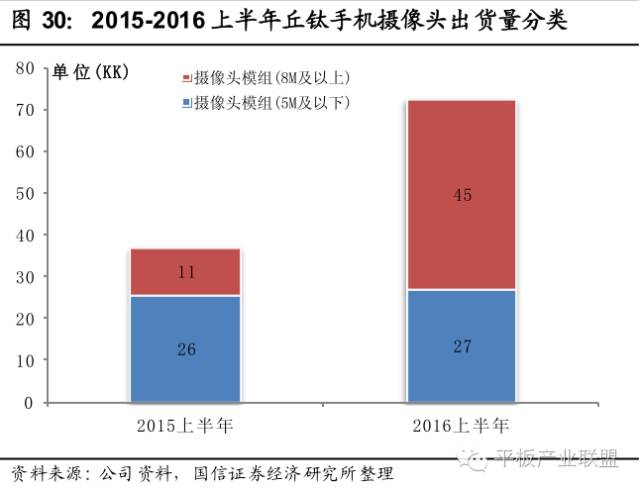 图 30: 2015-2016 上半年丘钛手机摄像头出货量分类
单位(KK)
摄像头模组(8M及以上)
摄像头模组(5M及以下)
80
70
60
50
40
30
20
10
0
11
26
45
27
2015上半年
2016上半年
资料来源：公司资料，国信证券经济研究所整理
平板产业联盟